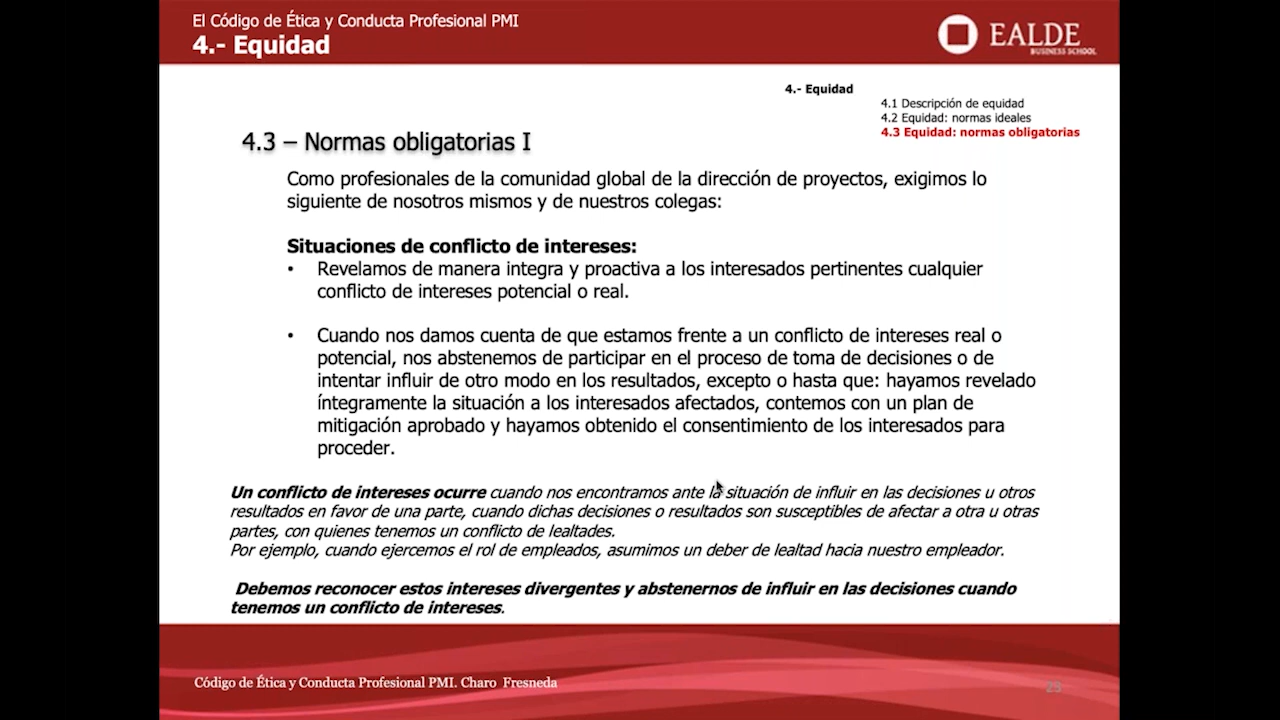 El Código de Ética y Conducta Profesional PMI
4.- Equidad
EALDE
BUSINESS SCHOOL
4.- Equidad
4.1 Descripción de equidad
4.2 Equidad: normas ideales
4.3 Equidad: normas obligatorias
4.3 – Normas obligatorias I
Como profesionales de la comunidad global de la dirección de proyectos, exigimos lo
siguiente de nosotros mismos y de nuestros colegas:
Situaciones de conflicto de intereses:
• Revelamos de manera integra y proactiva a los interesados pertinentes cualquier
conflicto de intereses potencial o real.
• Cuando nos damos cuenta de que estamos frente a un conflicto de intereses real o
potencial, nos abstenemos de participar en el proceso de toma de decisiones o de
intentar influir de otro modo en los resultados, excepto o hasta que: hayamos revelado
íntegramente la situación a los interesados afectados, contemos con un plan de
mitigación aprobado y hayamos obtenido el consentimiento de los interesados para
proceder.
Un conflicto de intereses ocurre cuando nos encontramos ante la situación de influir en las decisiones u otros
resultados en favor de una parte, cuando dichas decisiones o resultados son susceptibles de afectar a otra u otras
partes, con quienes tenemos un conflicto de lealtades.
Por ejemplo, cuando ejercemos el rol de empleados, asumimos un deber de lealtad hacia nuestro empleador.
Debemos reconocer estos intereses divergentes y abstenernos de influir en las decisiones cuando
tenemos un conflicto de intereses.
Código de Ética y Conducta Profesional PMI. Charo Fresneda
23